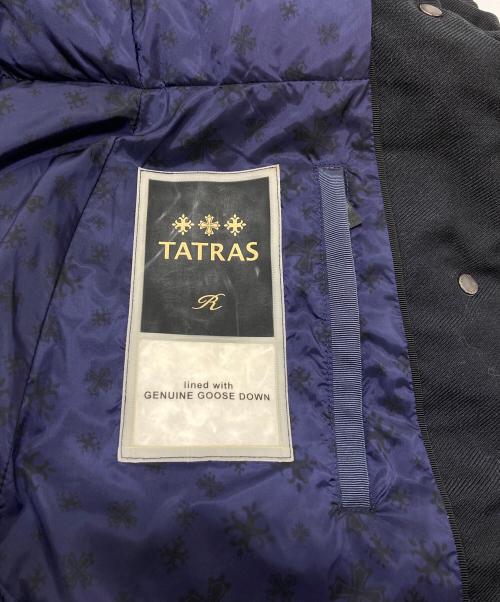 TATRAS
R
lined with
GENUINE GOOSE DOWN